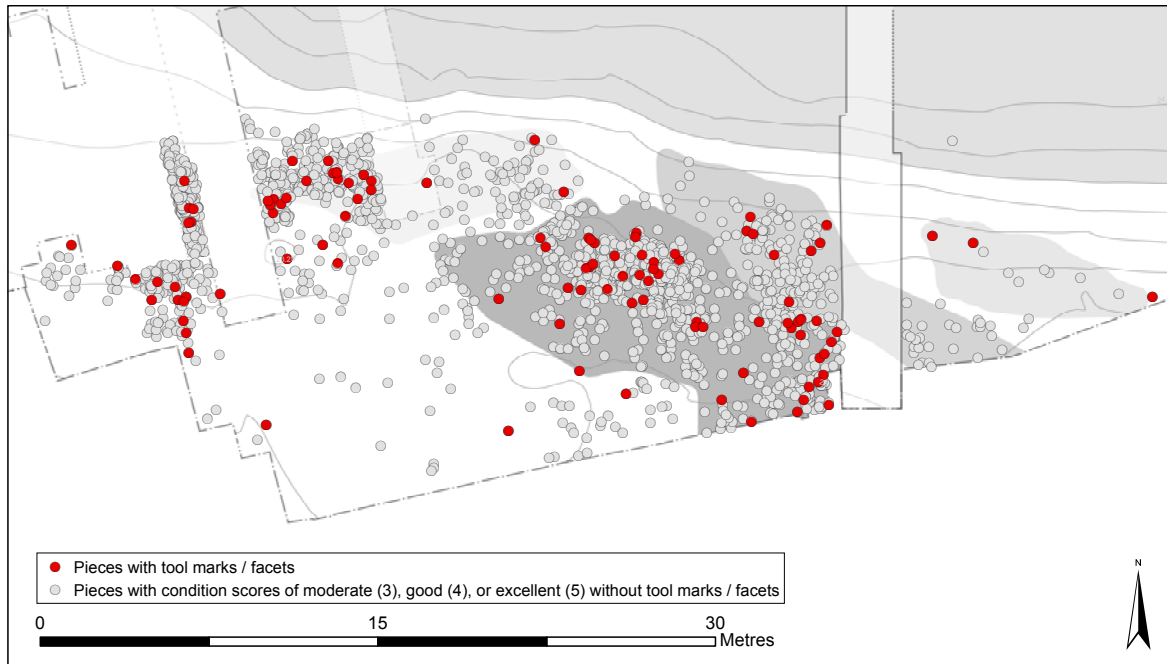 Pieces with tool marks / facets
Pieces with condition scores of moderate (3), good (4), or excellent (5) without tool marks / facets
N
0 15 30
Metres